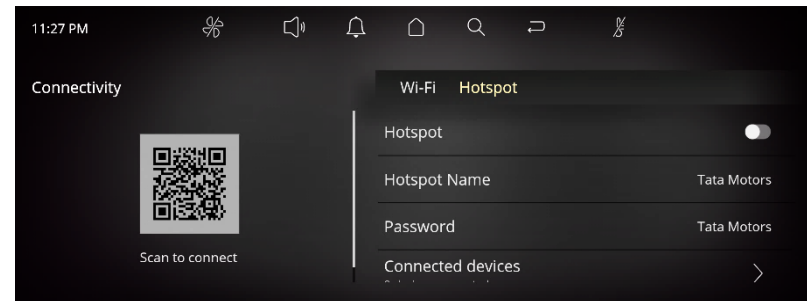 11:27 PM
Connectivity
Wi-Fi Hotspot
Hotspot
Hotspot Name Tata Motors
Password Tata Motors
Connected devices
Scan to connect